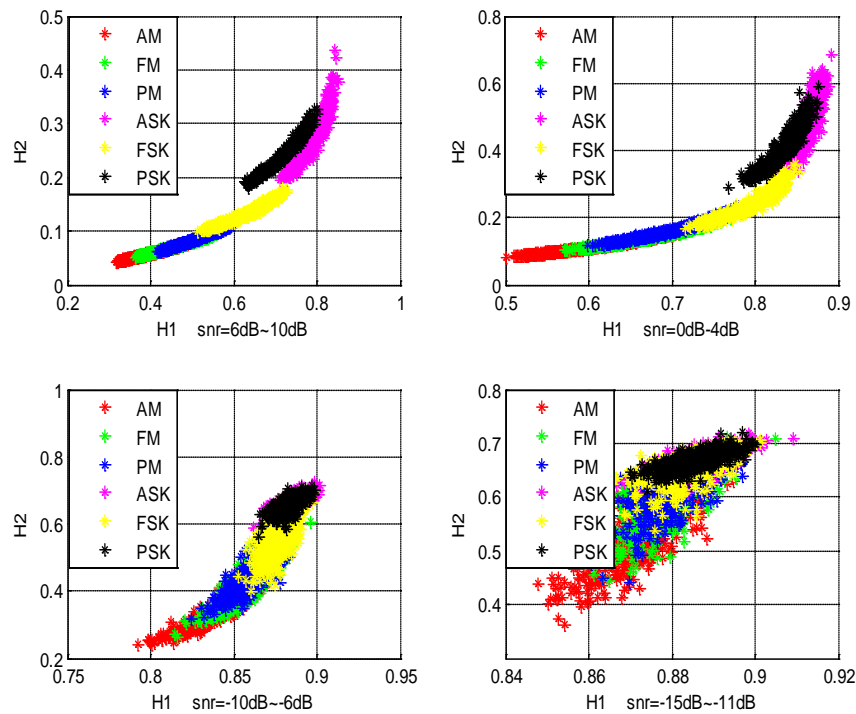 0.5
0.4
0.3
0.2
0.1
0
H2
AM
FM
PM
ASK
FSK
PSK
0.2 0.4 0.6 0.8 1
H1 snr=6dB~10dB
0.8
0.6
0.4
0.2
0
H2
AM
FM
PM
ASK
FSK
PSK
0.5 0.6 0.7 0.8 0.9
H1 snr=0dB-4dB
1
0.8
0.6
0.4
0.2
H2
AM
FM
PM
ASK
FSK
PSK
0.75 0.8 0.85 0.9 0.95
H1 snr=-10dB~-6dB
0.8
0.7
0.6
0.5
0.4
H2
AM
FM
PM
ASK
FSK
PSK
0.84 0.86 0.88 0.9 0.92
H1 snr=-15dB~-11dB